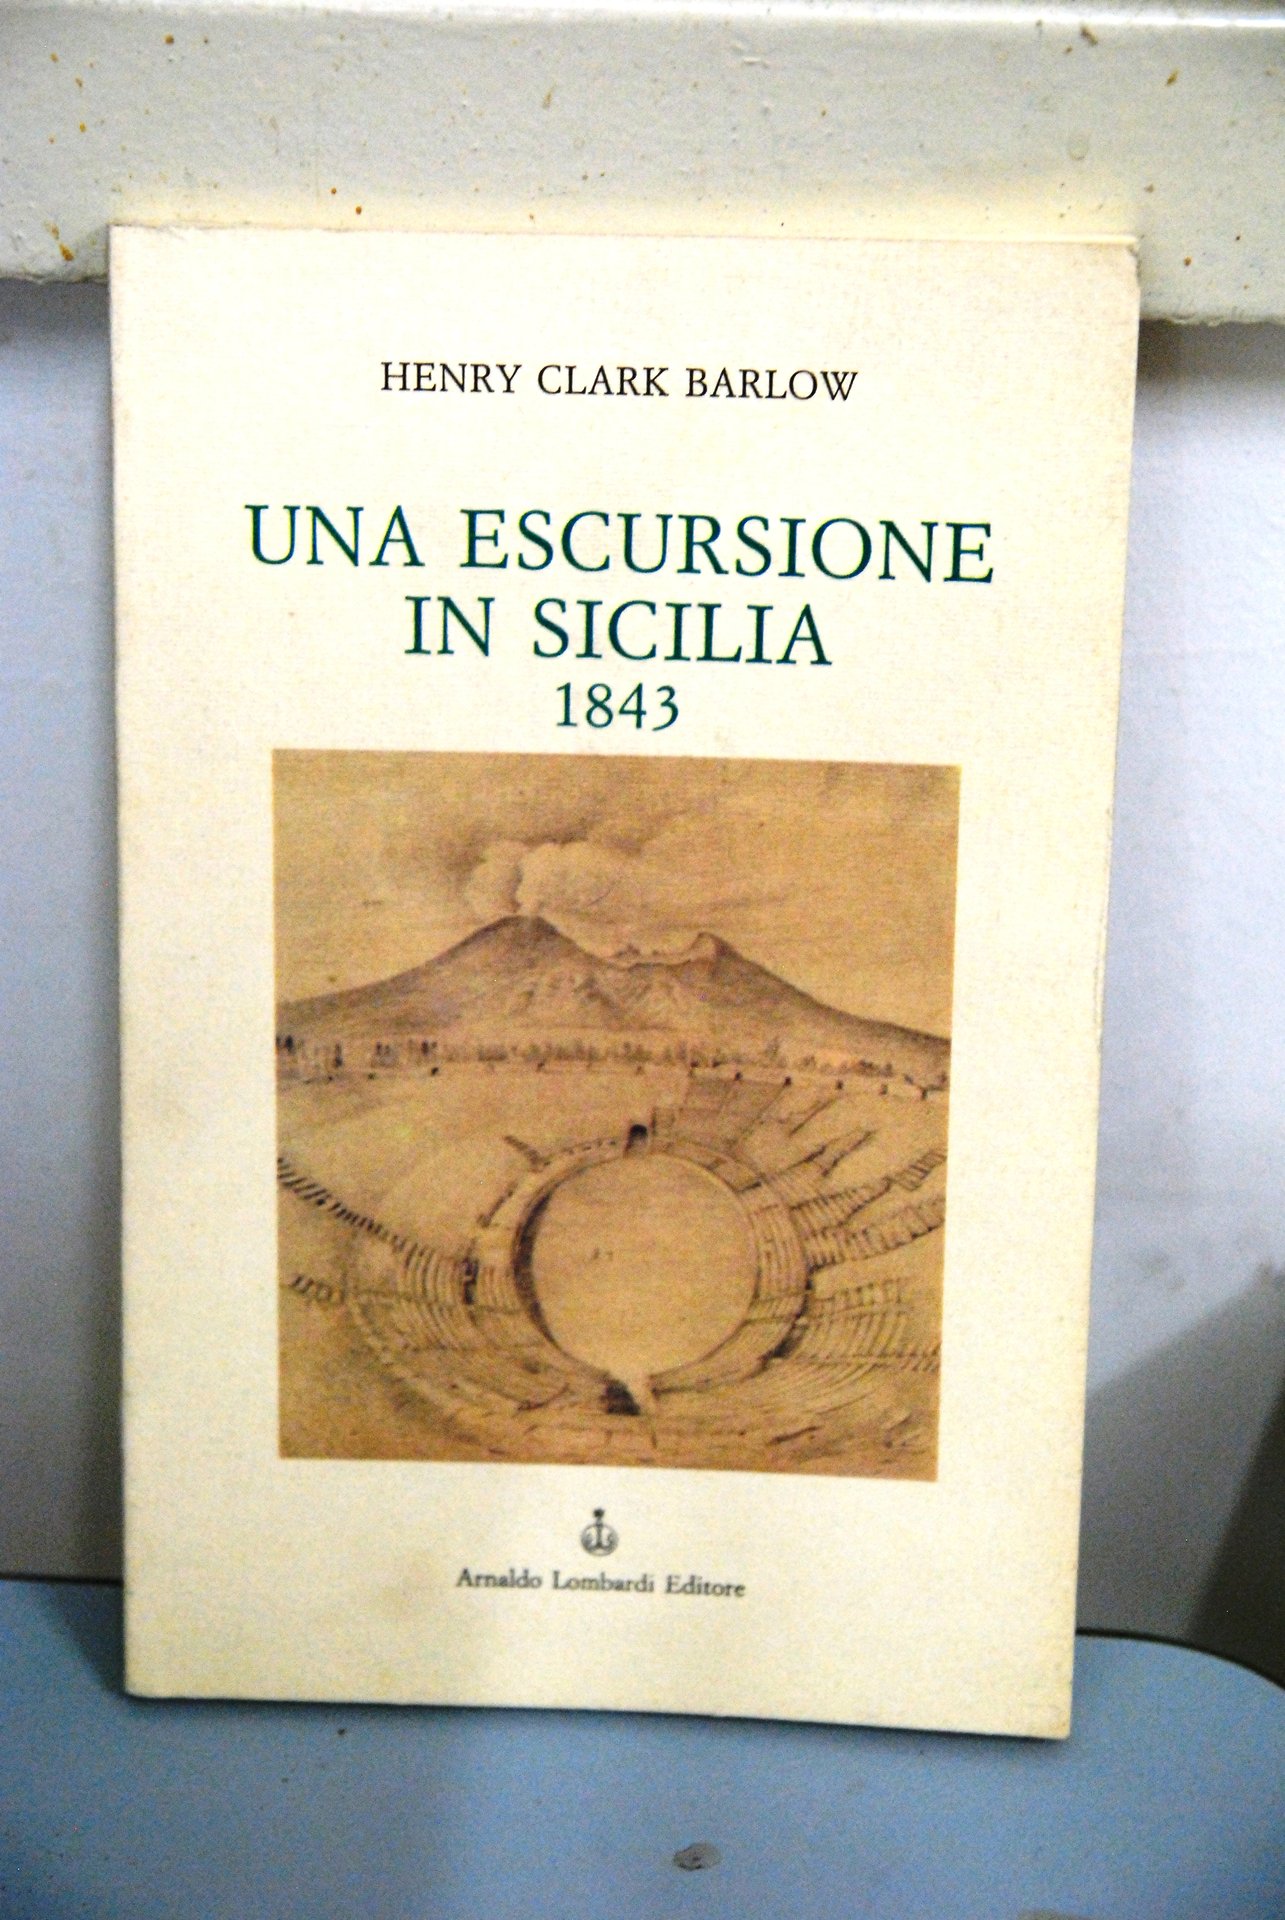 HENRY CLARK BARLOW
UNA ESCURSIONE
IN SICILIA
1843
Arnaldo Lombardi Editore